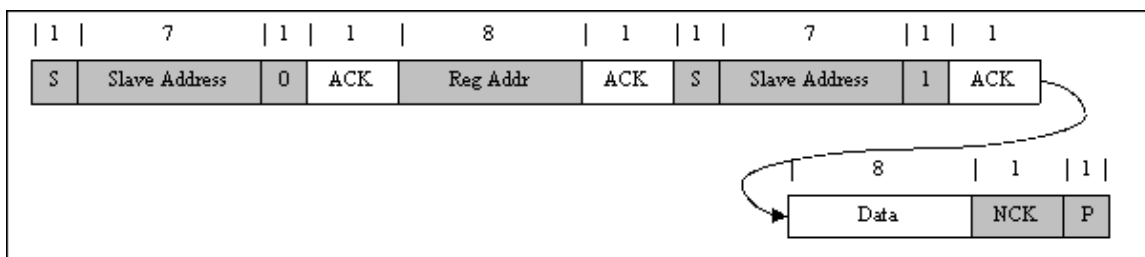 | 1 | 7 | 1 | 1 | 8 | 1 | 1 | 7 | 1 | 1
S Slave Address 0 ACK Reg Addr ACK S Slave Address 1 ACK
| 8 | 1 | 1 |
Data NCK P